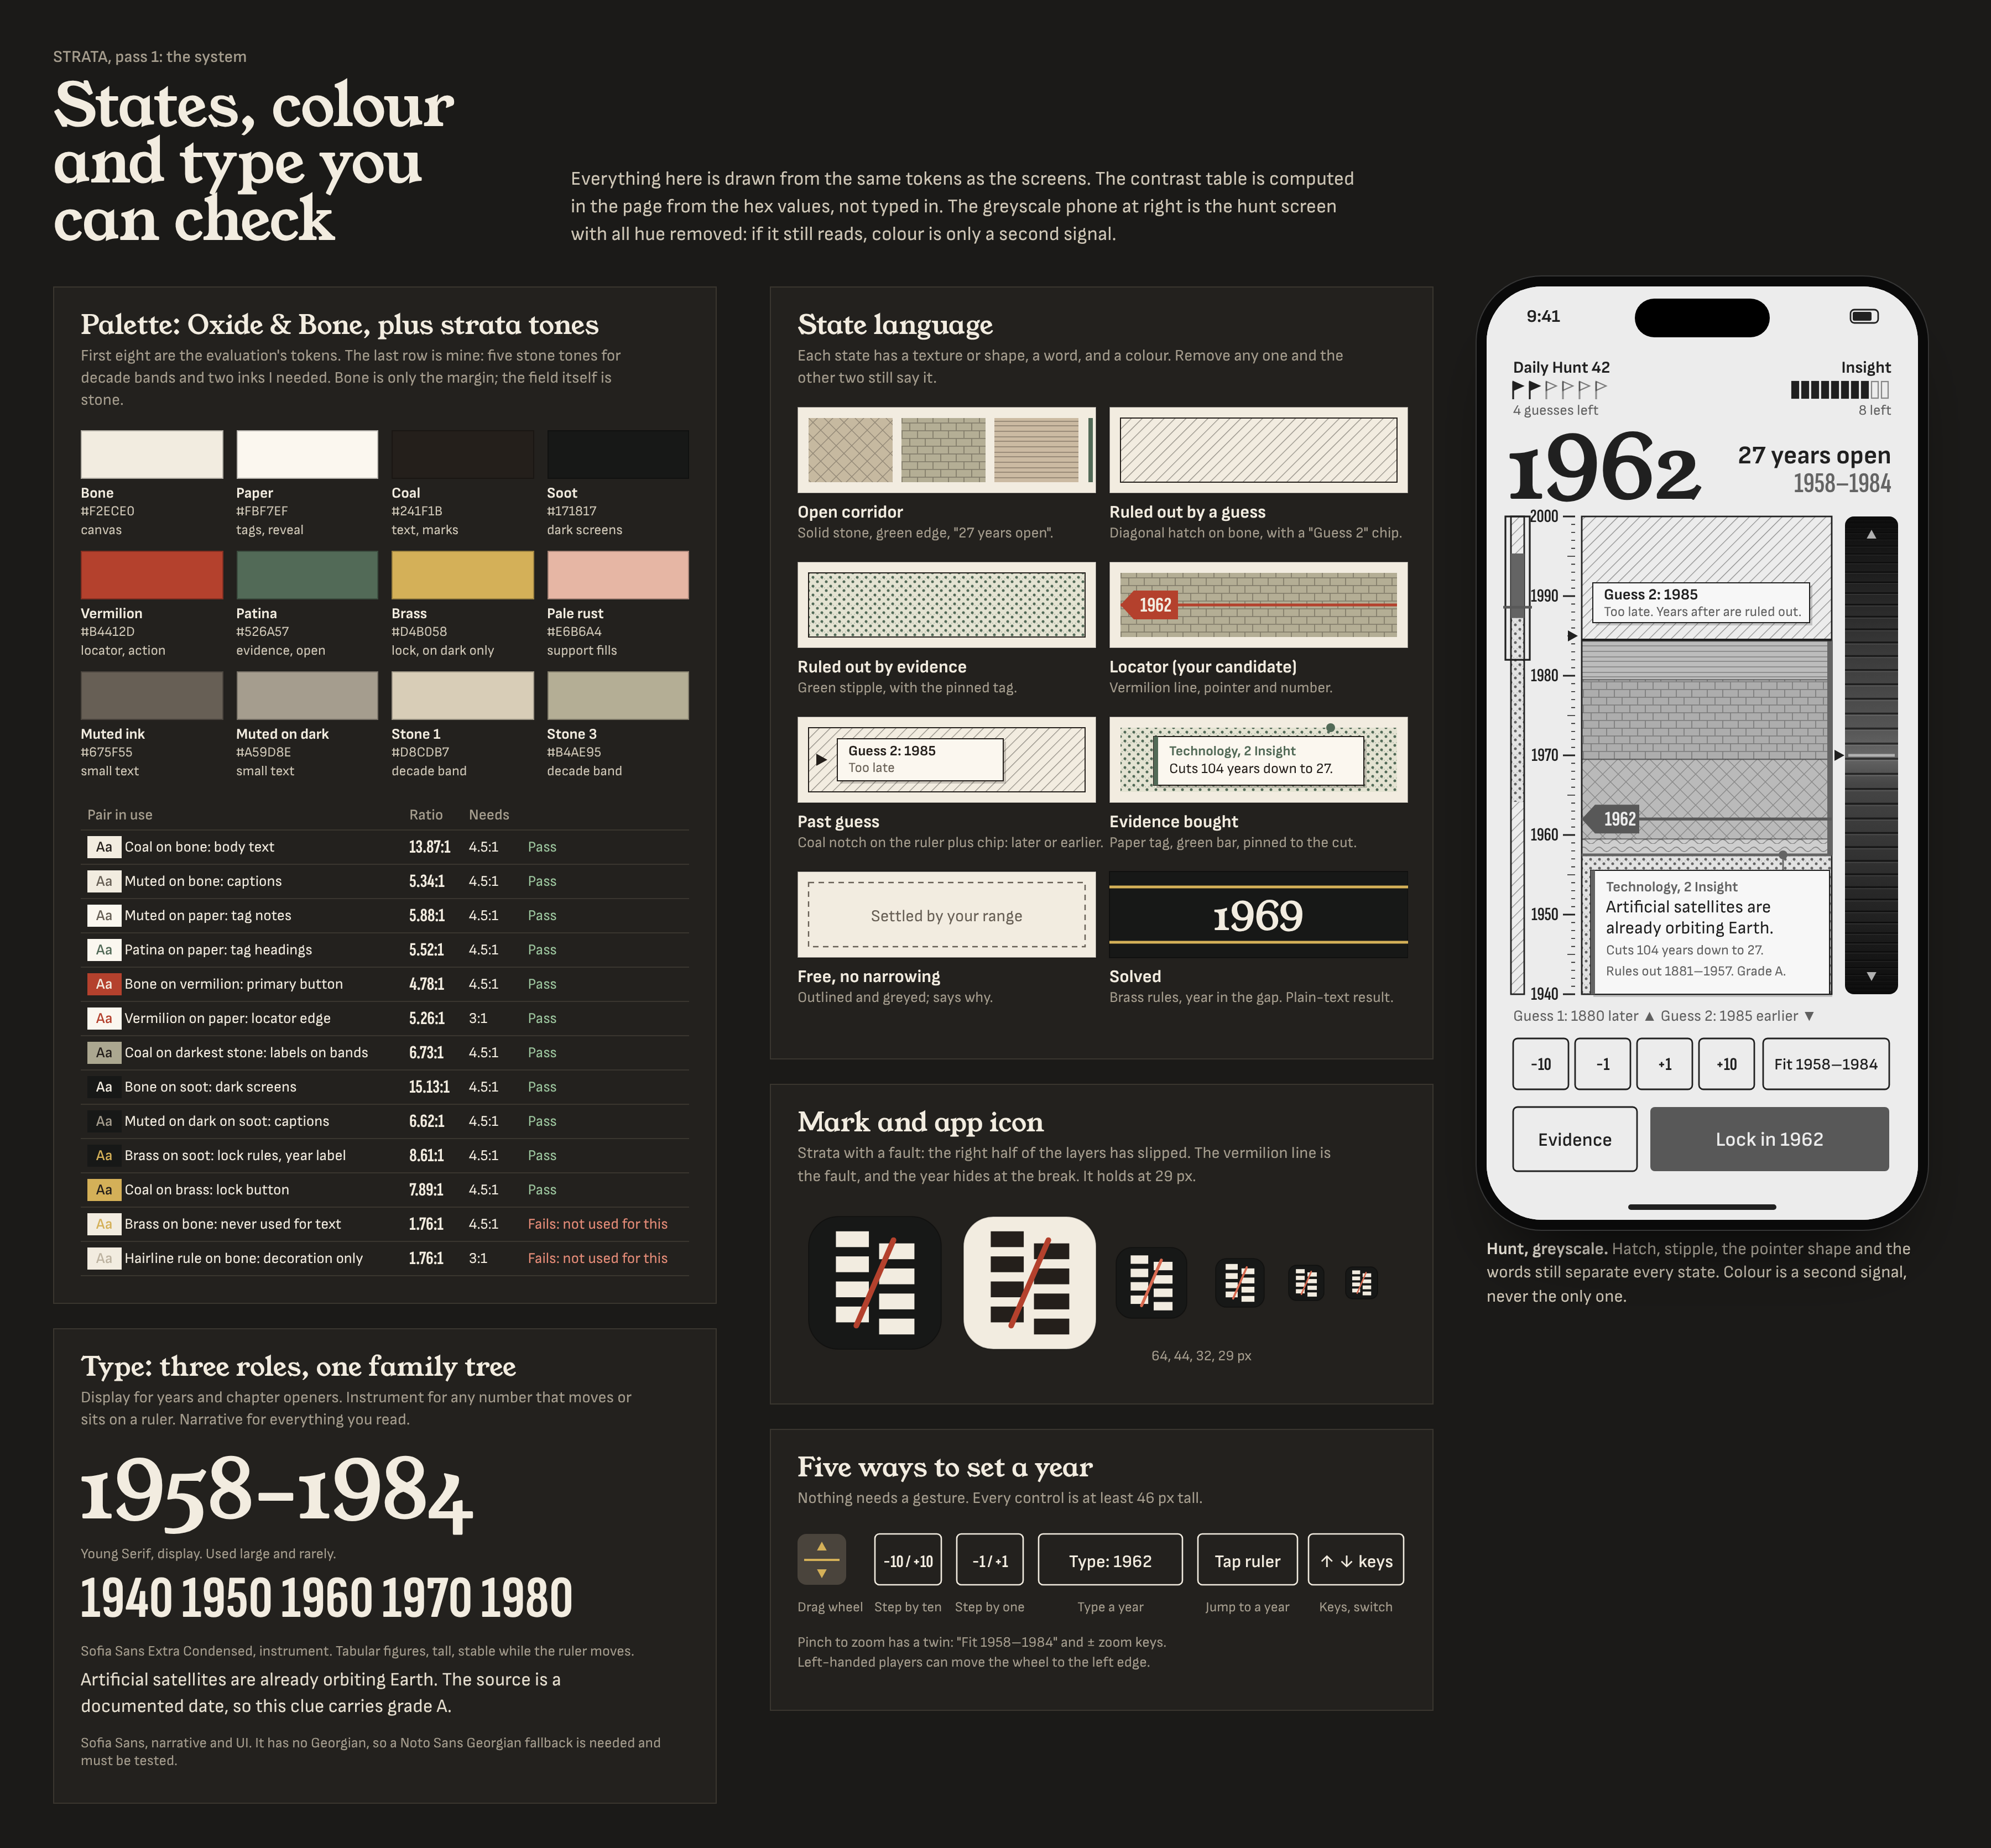 STRATA, pass 1: the system
States, colour
and type you
can check
Everything here is drawn from the same tokens as the screens. The contrast table is computed
in the page from the hex values, not typed in. The greyscale phone at right is the hunt screen
with all hue removed: if it still reads, colour is only a second signal.
Palette: Oxide & Bone, plus strata tones
First eight are the evaluation's tokens. The last row is mine: five stone tones for
decade bands and two inks I needed. Bone is only the margin; the field itself is
stone.
Bone
#F2ECE0
canvas
Paper
#FBF7EF
tags, reveal
Coal
#241F1B
text, marks
Soot
#171817
dark screens
Vermilion
#B4412D
locator, action
Patina
#526A57
evidence, open
Brass
#D4B058
lock, on dark only
Pale rust
#E6B6A4
support fills
Muted ink
#675F55
small text
Muted on dark
#A59D8E
small text
Stone 1
#D8CDB7
decade band
Stone 3
#B4AE95
decade band
Pair in use Ratio Needs
Aa Coal on bone: body text 13.87:1 4.5:1 Pass
Aa Muted on bone: captions 5.34:1 4.5:1 Pass
Aa Muted on paper: tag notes 5.88:1 4.5:1 Pass
Aa Patina on paper: tag headings 5.52:1 4.5:1 Pass
Aa Bone on vermilion: primary button 4.78:1 4.5:1 Pass
Aa Vermilion on paper: locator edge 5.26:1 3:1 Pass
Aa Coal on darkest stone: labels on bands 6.73:1 4.5:1 Pass
Aa Bone on soot: dark screens 15.13:1 4.5:1 Pass
Aa Muted on dark on soot: captions 6.62:1 4.5:1 Pass
Aa Brass on soot: lock rules, year label 8.61:1 4.5:1 Pass
Aa Coal on brass: lock button 7.89:1 4.5:1 Pass
Aa Brass on bone: never used for text 1.76:1 4.5:1 Fails: not used for this
Aa Hairline rule on bone: decoration only 1.76:1 3:1 Fails: not used for this
Type: three roles, one family tree
Display for years and chapter openers. Instrument for any number that moves or
sits on a ruler. Narrative for everything you read.
1958–1984
Young Serif, display. Used large and rarely.
1940 1950 1960 1970 1980
Sofia Sans Extra Condensed, instrument. Tabular figures, tall, stable while the ruler moves.
Artificial satellites are already orbiting Earth. The source is a
documented date, so this clue carries grade A.
Sofia Sans, narrative and UI. It has no Georgian, so a Noto Sans Georgian fallback is needed and
must be tested.
State language
Each state has a texture or shape, a word, and a colour. Remove any one and the
other two still say it.
Open corridor
Solid stone, green edge, "27 years open".
Ruled out by a guess
Diagonal hatch on bone, with a "Guess 2" chip.
Ruled out by evidence
Green stipple, with the pinned tag.
1962
Locator (your candidate)
Vermilion line, pointer and number.
Guess 2: 1985
Too late
Past guess
Coal notch on the ruler plus chip: later or earlier.
Technology, 2 Insight
Cuts 104 years down to 27.
Evidence bought
Paper tag, green bar, pinned to the cut.
Settled by your range
Free, no narrowing
Outlined and greyed; says why.
1969
Solved
Brass rules, year in the gap. Plain-text result.
Mark and app icon
Strata with a fault: the right half of the layers has slipped. The vermilion line is
the fault, and the year hides at the break. It holds at 29 px.
64, 44, 32, 29 px
Five ways to set a year
Nothing needs a gesture. Every control is at least 46 px tall.
▲
▼
Drag wheel
-10 / +10
Step by ten
-1 / +1
Step by one
Type: 1962
Type a year
Tap ruler
Jump to a year
↑ ↓ keys
Keys, switch
Pinch to zoom has a twin: "Fit 1958–1984" and ± zoom keys.
Left-handed players can move the wheel to the left edge.
9:41
Daily Hunt 42
4 guesses left
Insight
8 left
1962
27 years open
1958–1984
2000
1990
1980
1970
1960
1950
1940
Guess 2: 1985
Too late. Years after are ruled out.
1962
Technology, 2 Insight
Artificial satellites are
already orbiting Earth.
Cuts 104 years down to 27.
Rules out 1881–1957. Grade A.
▲
▼
Guess 1: 1880 later ▲ Guess 2: 1985 earlier ▼
-10
-1
+1
+10
Fit 1958–1984
Evidence
Lock in 1962
Hunt, greyscale. Hatch, stipple, the pointer shape and the
words still separate every state. Colour is a second signal,
never the only one.